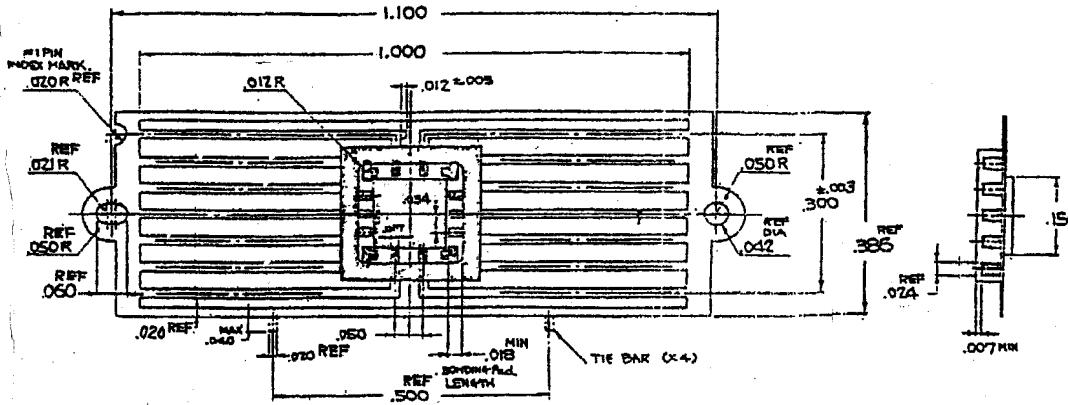 1.100
1.000
#1 PIN
INDEX MARK.
.020 R REF
.012 R
.012 ±.003
REF
.021 R
REF
.050 R
REF
.060
.034
.020 REF
MAX
.040
.020 REF
.050
MIN
.018
BONDING Pad
LENGTH
REF
.500
TIE BAR (×4)
REF
.050 R
±.003
.300
REF
DIA
.042
REF
.386
.15
REF
.024
.007 MIN